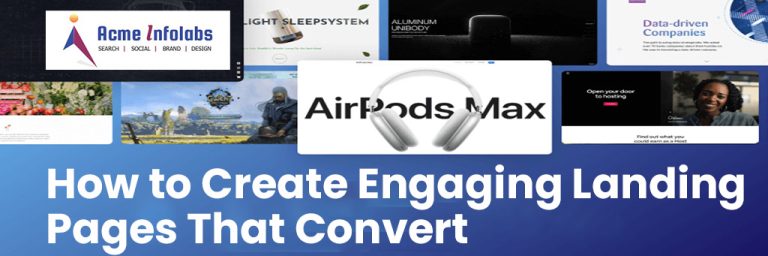 Acme Infolabs
SEARCH | SOCIAL | BRAND | DESIGN
LIGHT SLEEPSYSTEM
ALUMINUM
UNIBODY
Data-driven
Companies
AirPods Max
Open your door
to hosting
Find out what you
could earn as a Host
How to Create Engaging Landing
Pages That Convert